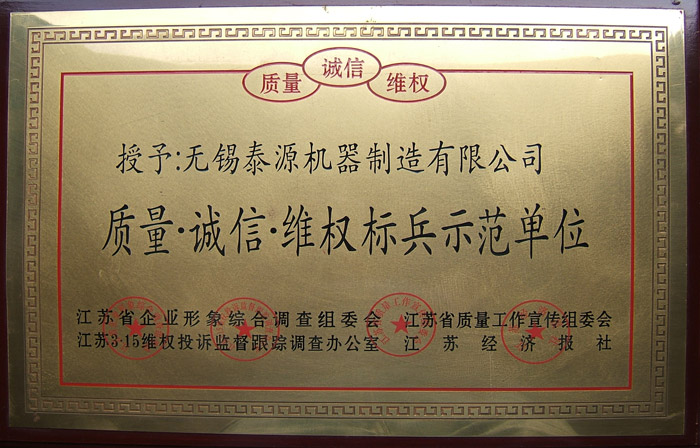 质量 诚信 维权
授予:无锡泰源机器制造有限公司
质量·诚信·维权标兵示范单位
江苏省企业形象综合调查组委会 江苏省质量工作宣传组委会
江苏3·15维权投诉监督跟踪调查办公室 江苏经济报社